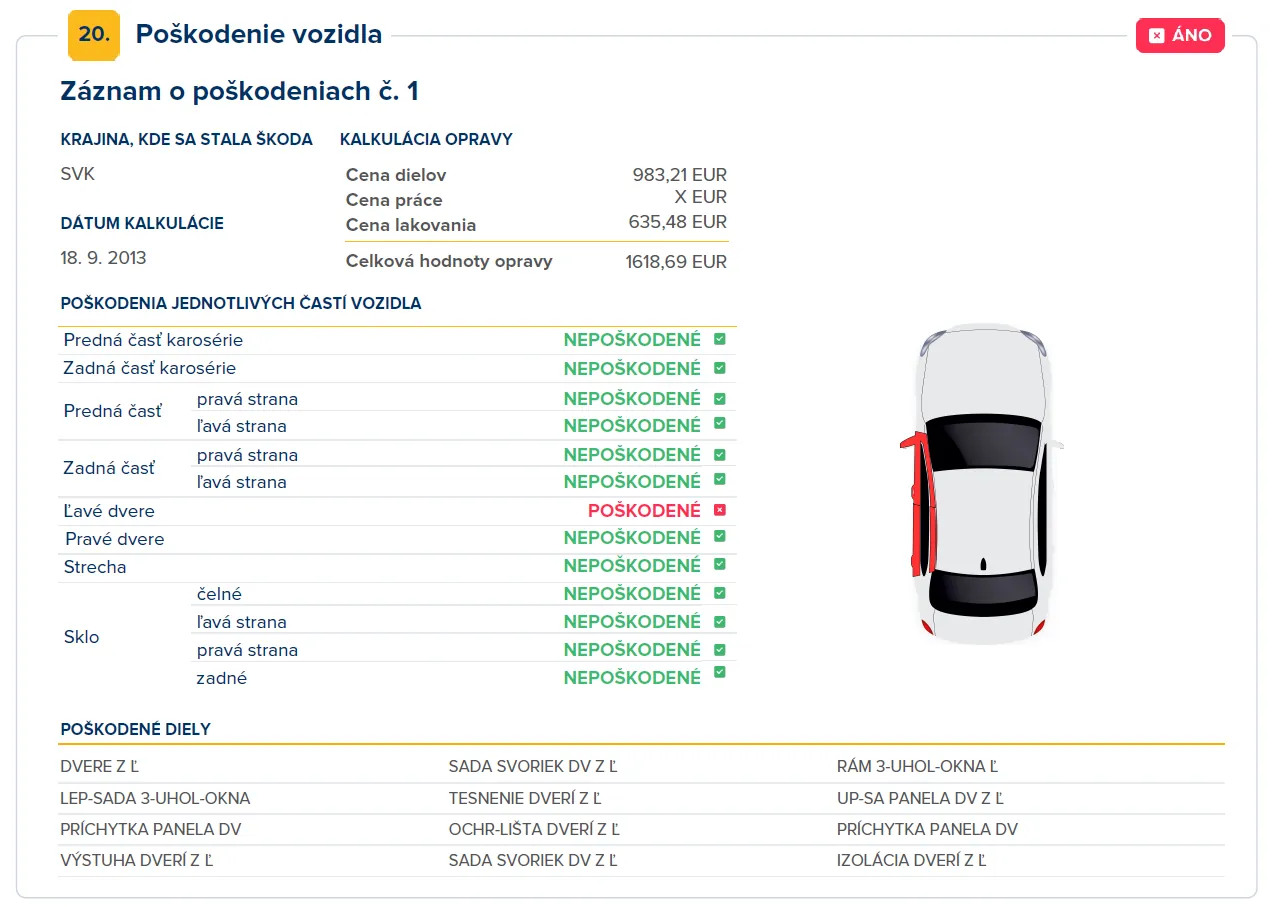 20. Poškodenie vozidla
ÁNO
Záznam o poškodeniach č. 1
KRAJINA, KDE SA STALA ŠKODA
SVK
DÁTUM KALKULÁCIE
18. 9. 2013
KALKULÁCIA OPRAVY
Cena dielov 983,21 EUR
Cena práce X EUR
Cena lakovania 635,48 EUR
Celková hodnoty opravy 1618,69 EUR
POŠKODENIA JEDNOTLIVÝCH ČASTÍ VOZIDLA
Predná časť karosérie NEPOŠKODENÉ
Zadná časť karosérie NEPOŠKODENÉ
Predná časť pravá strana NEPOŠKODENÉ
ľavá strana NEPOŠKODENÉ
Zadná časť pravá strana NEPOŠKODENÉ
ľavá strana NEPOŠKODENÉ
Ľavé dvere POŠKODENÉ
Pravé dvere NEPOŠKODENÉ
Strecha NEPOŠKODENÉ
Sklo čelné NEPOŠKODENÉ
ľavá strana NEPOŠKODENÉ
pravá strana NEPOŠKODENÉ
zadné NEPOŠKODENÉ
POŠKODENÉ DIELY
DVERE Z Ľ SADA SVORIEK DV Z Ľ RÁM 3-UHOL-OKNA Ľ
LEP-SADA 3-UHOL-OKNA TESNENIE DVERÍ Z Ľ UP-SA PANELA DV Z Ľ
PRÍCHYTKA PANELA DV OCHR-LIŠTA DVERÍ Z Ľ PRÍCHYTKA PANELA DV
VÝSTUHA DVERÍ Z Ľ SADA SVORIEK DV Z Ľ IZOLÁCIA DVERÍ Z Ľ